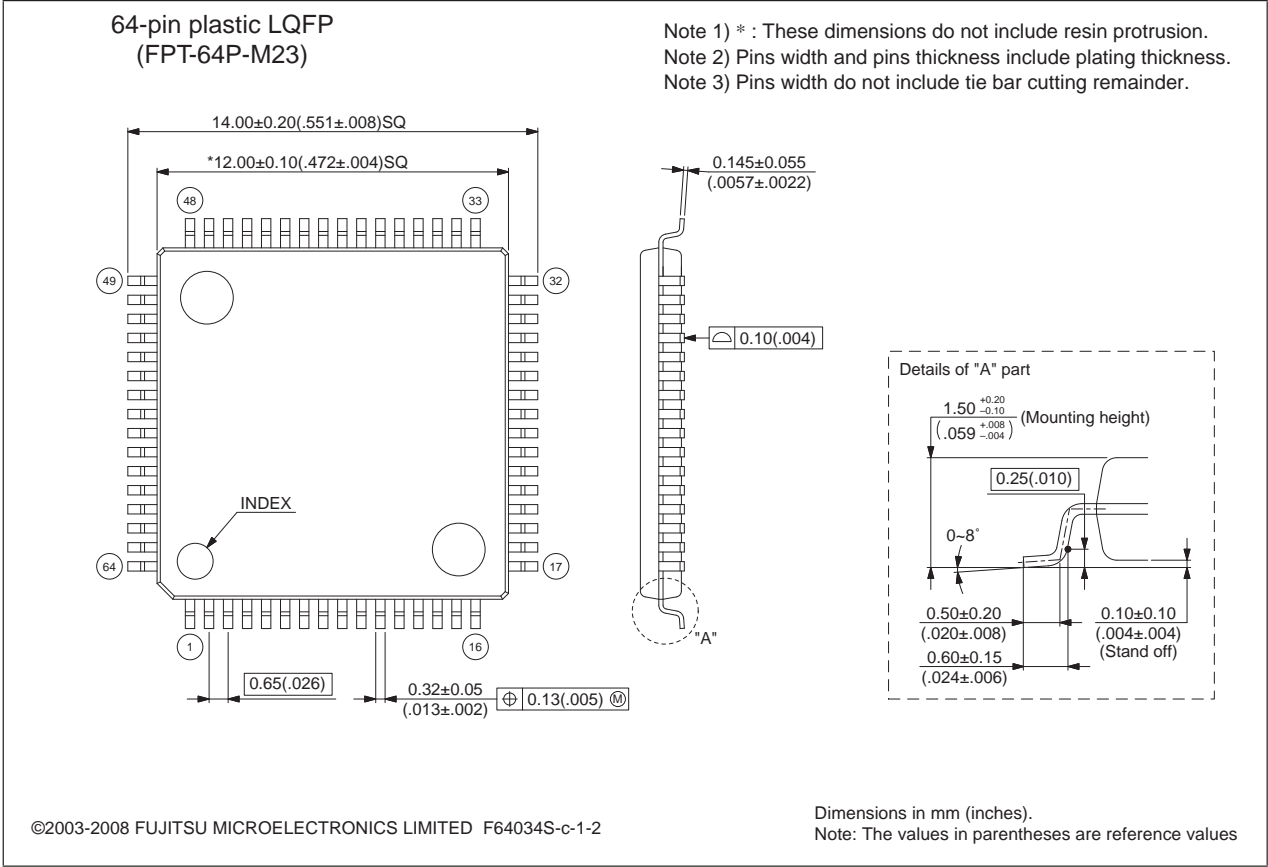 64-pin plastic LQFP
(FPT-64P-M23)
Note 1) * : These dimensions do not include resin protrusion.
Note 2) Pins width and pins thickness include plating thickness.
Note 3) Pins width do not include tie bar cutting remainder.
14.00±0.20(.551±.008)SQ
*12.00±0.10(.472±.004)SQ
0.145±0.055
(.0057±.0022)
48
33
49
32
0.10(.004)
Details of "A" part
1.50 +0.20 –0.10 (Mounting height)
(.059 +.008 –.004)
0.25(.010)
INDEX
0~8°
64
17
0.50±0.20
(.020±.008)
0.10±0.10
(.004±.004)
(Stand off)
1
16
"A"
0.60±0.15
(.024±.006)
0.65(.026)
0.32±0.05
(.013±.002)
⌖ 0.13(.005) Ⓜ
©2003-2008 FUJITSU MICROELECTRONICS LIMITED F64034S-c-1-2
Dimensions in mm (inches).
Note: The values in parentheses are reference values